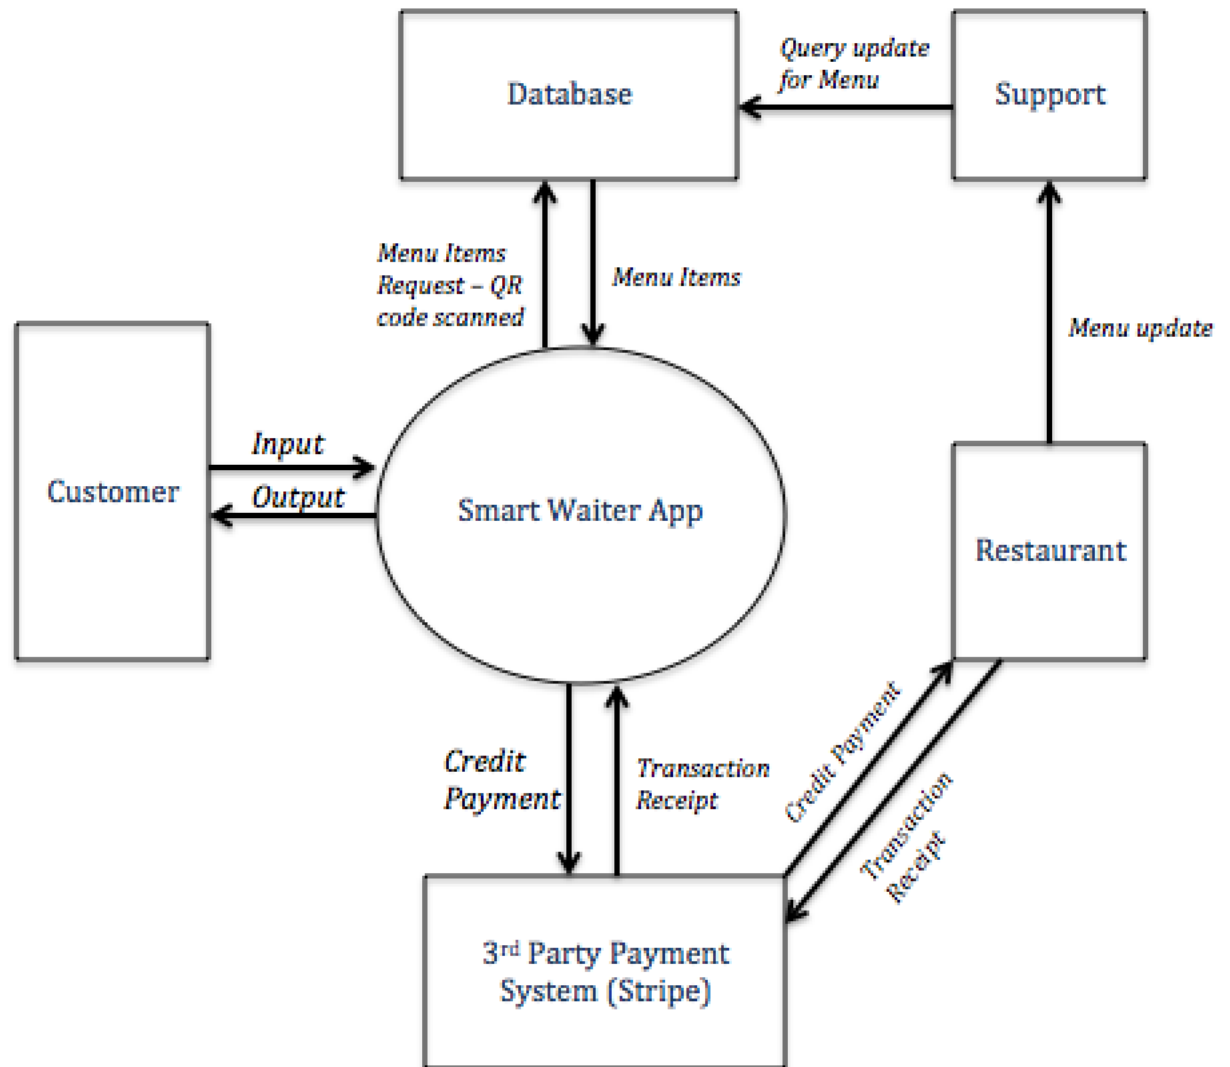 Database
Query update
for Menu
Support
Menu Items
Request – QR
code scanned
Menu Items
Menu update
Customer
Input
Output
Smart Waiter App
Restaurant
Credit
Payment
Transaction
Receipt
Credit Payment
Transaction
Receipt
3rd Party Payment
System (Stripe)